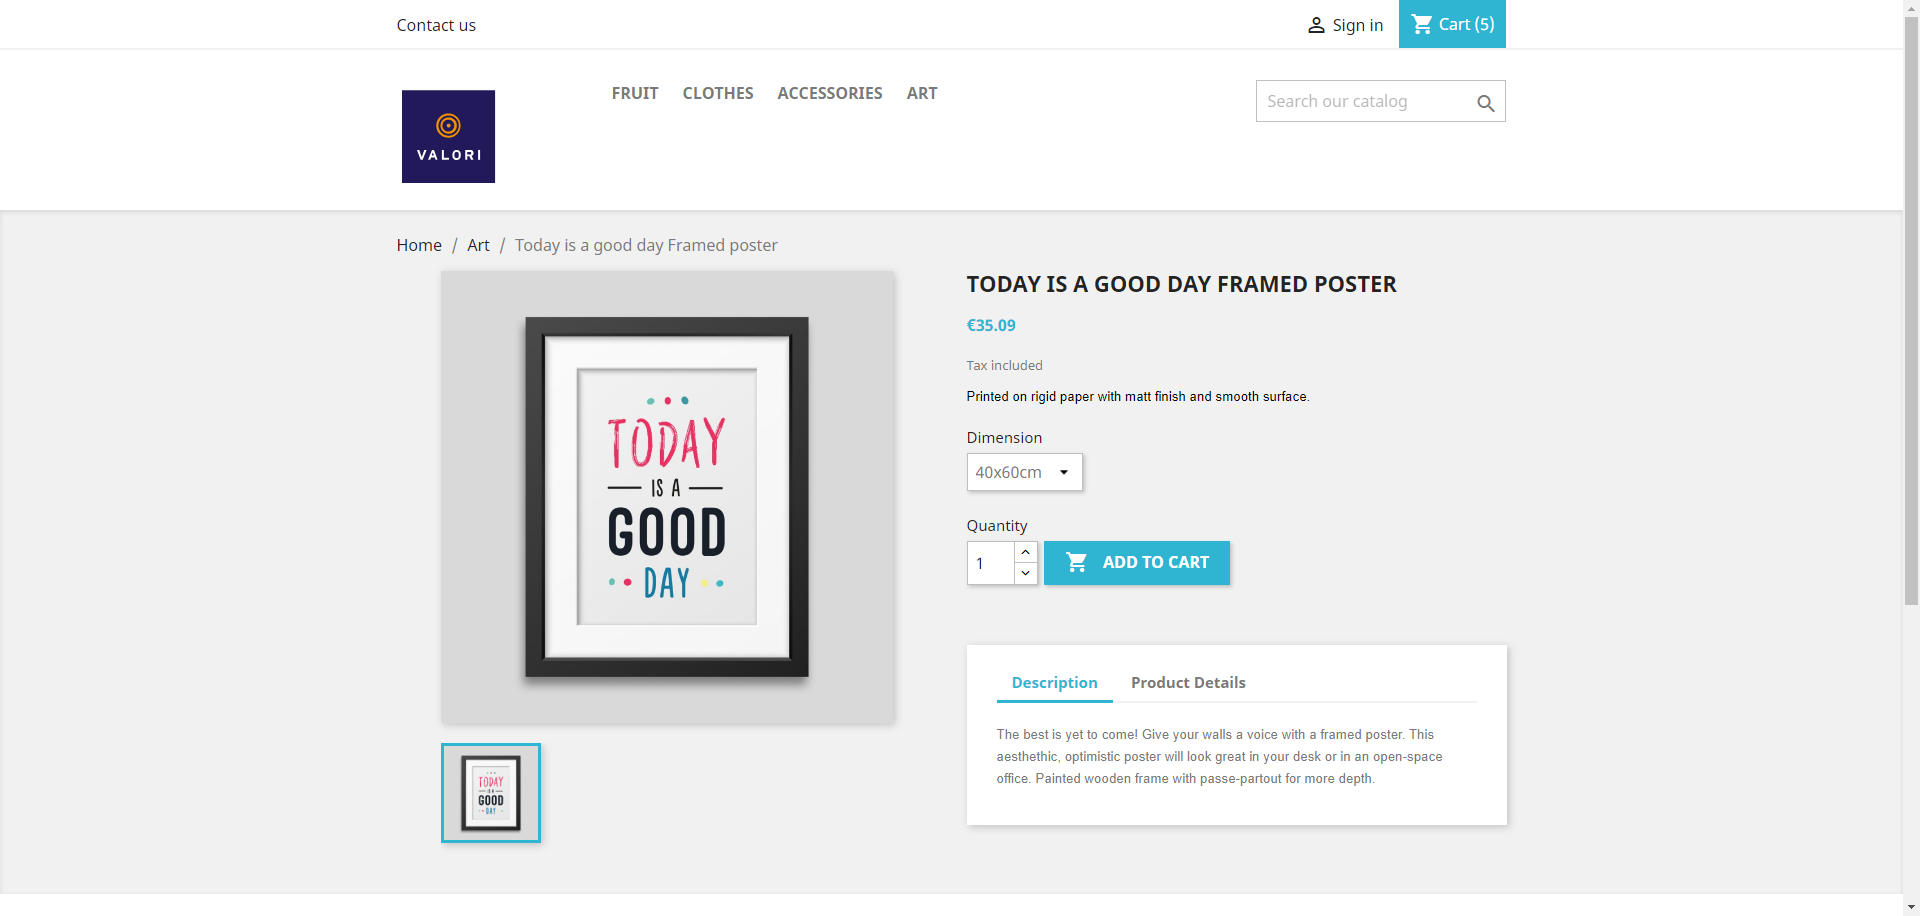 Contact us
Sign in
Cart (5)
VALORI
FRUIT
CLOTHES
ACCESSORIES
ART
Search our catalog
Home / Art / Today is a good day Framed poster
TODAY
IS A
GOOD
DAY
TODAY
IS A
GOOD
DAY
TODAY IS A GOOD DAY FRAMED POSTER
€35.09
Tax included
Printed on rigid paper with matt finish and smooth surface.
Dimension
40x60cm
Quantity
1
ADD TO CART
Description
Product Details
The best is yet to come! Give your walls a voice with a framed poster. This
aesthethic, optimistic poster will look great in your desk or in an open-space
office. Painted wooden frame with passe-partout for more depth.